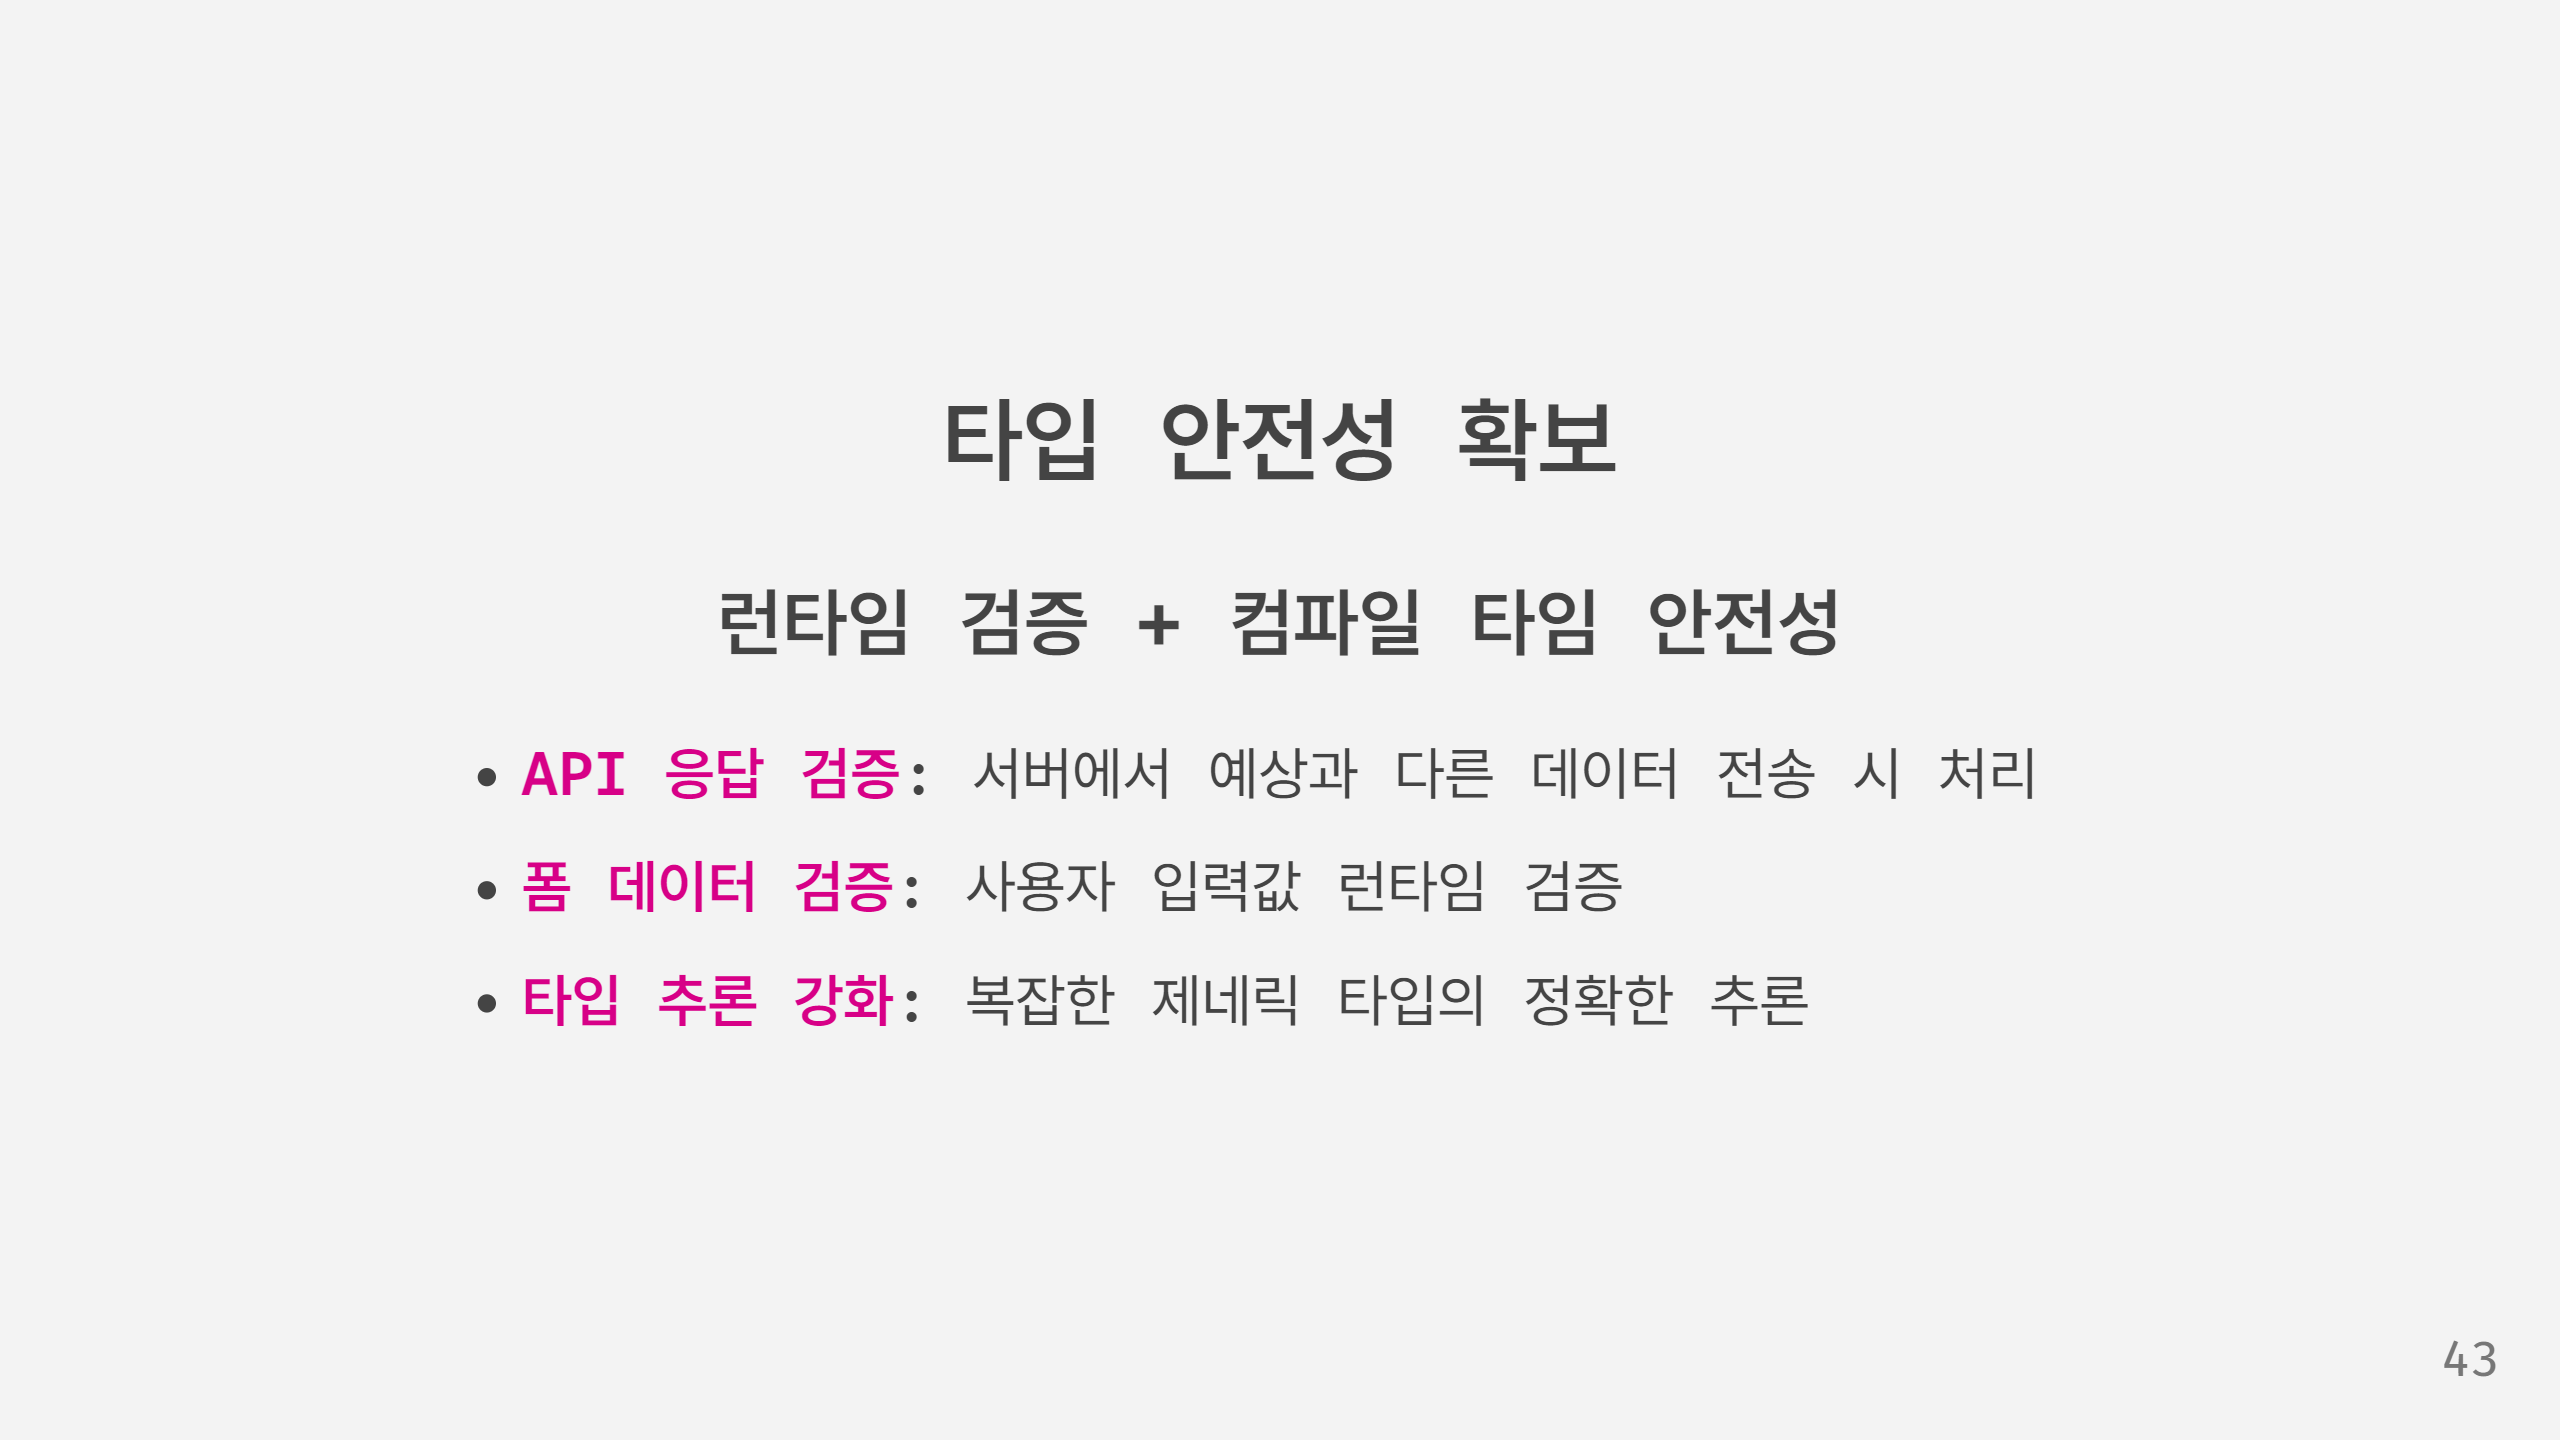 타입 안전성 확보
런타임 검증 + 컴파일 타임 안전성
• API 응답 검증: 서버에서 예상과 다른 데이터 전송 시 처리
• 폼 데이터 검증: 사용자 입력값 런타임 검증
• 타입 추론 강화: 복잡한 제네릭 타입의 정확한 추론
43